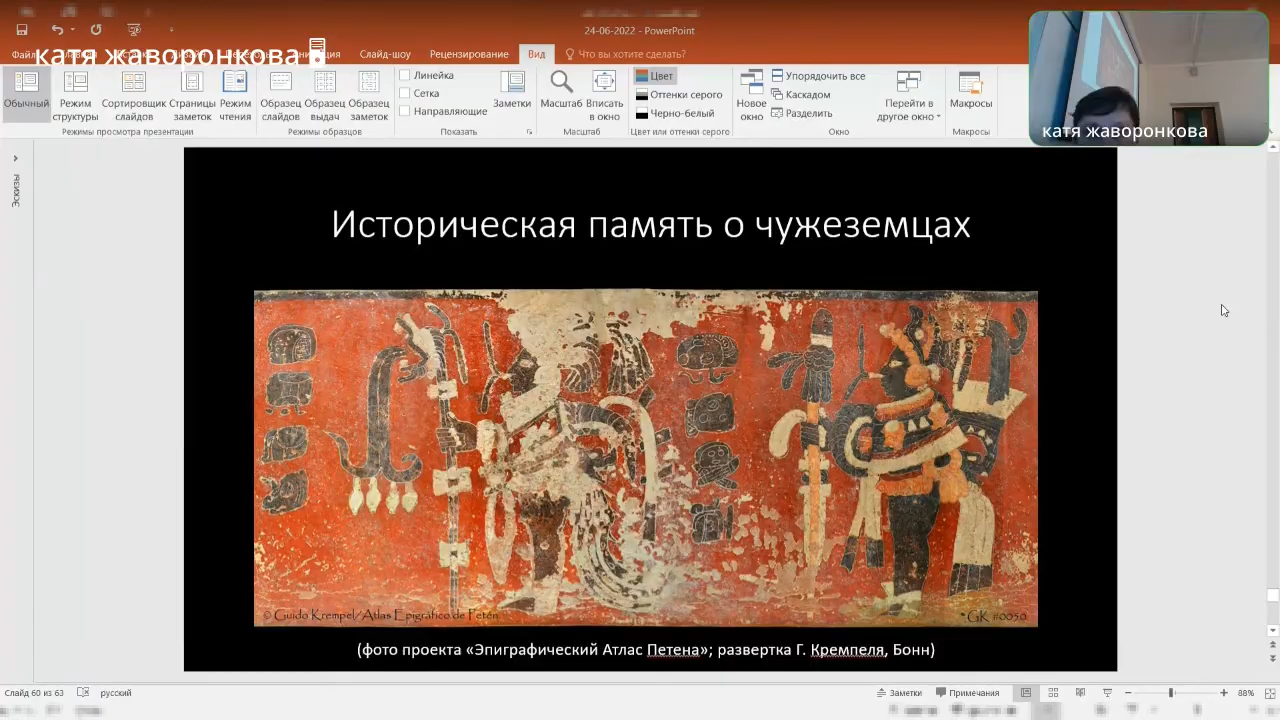 24-06-2022 - PowerPoint
катя жаворонкова
Слайд-шоу
Рецензирование
Вид
Что вы хотите сделать?
Обычный
Режим структуры
Сортировщик слайдов
Страницы заметок
Режим чтения
Режимы просмотра презентации
Образец слайдов
Образец выдач
Образец заметок
Режимы образцов
Линейка
Сетка
Направляющие
Показать
Заметки
Масштаб
Вписать в окно
Масштаб
Цвет
Оттенки серого
Черно-белый
Цвет или оттенки серого
Новое окно
Упорядочить все
Каскадом
Разделить
Перейти в другое окно
Окно
Макросы
Макросы
катя жаворонкова
Эскизы
Историческая память о чужеземцах
© Guido Krempel/Atlas Epigráfico de Petén
*GK #0050
(фото проекта «Эпиграфический Атлас Петена»; развертка Г. Кремпеля, Бонн)
Слайд 60 из 63
русский
Заметки
Примечания
88%